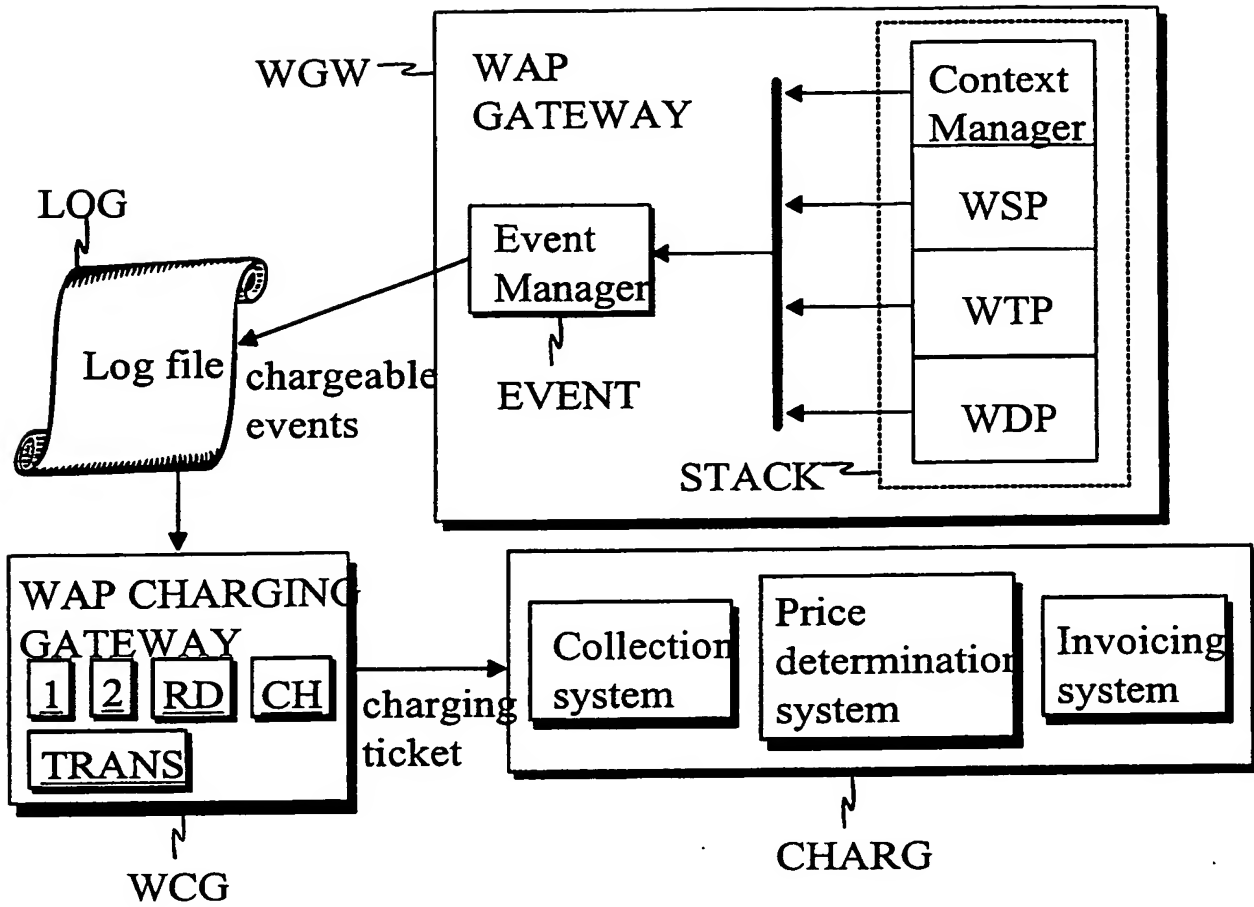 WGW
WAP
GATEWAY
Context
Manager
WSP
WTP
WDP
STACK
Event
Manager
EVENT
LOG
Log file
chargeable
events
WAP CHARGING
GATEWAY
1 2 RD CH
TRANS
WCG
charging
ticket
Collection
system
Price
determination
system
Invoicing
system
CHARG